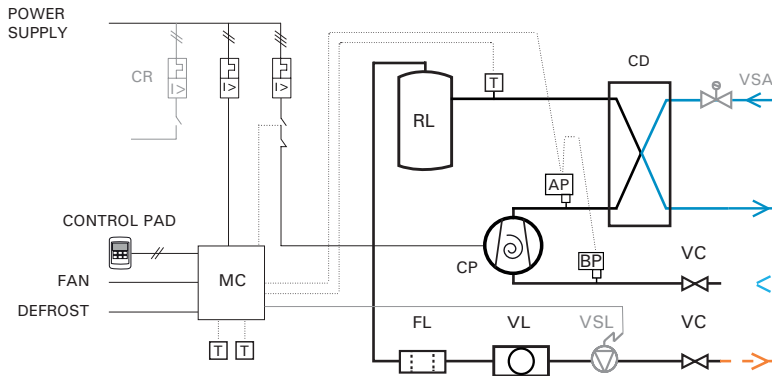 POWER
SUPPLY
CR
I>
I>
I>
T
CD
VSA
RL
AP
CONTROL PAD
CP
BP
VC
FAN
MC
DEFROST
FL
VL
VSL
VC
T
T